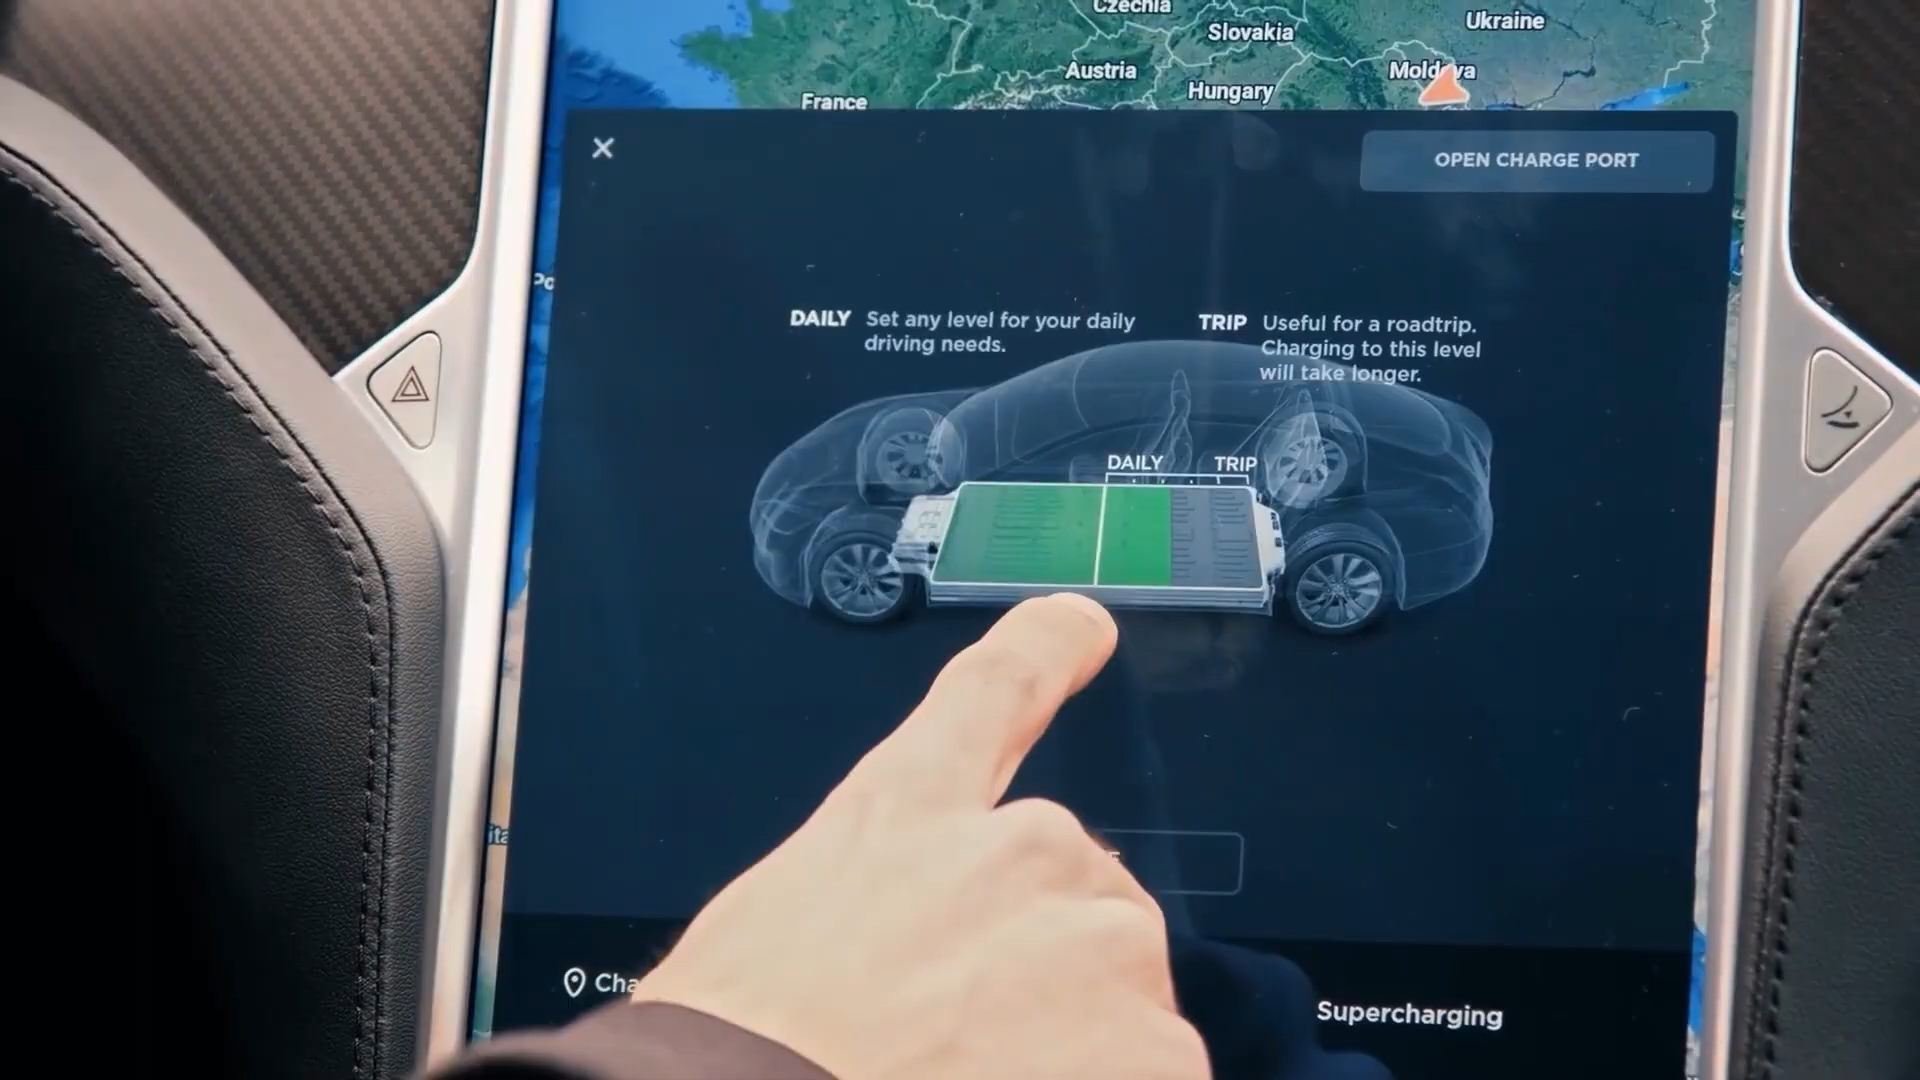 Czechia
Ukraine
Slovakia
Austria
Moldova
Hungary
France
OPEN CHARGE PORT
DAILY Set any level for your daily
driving needs.
TRIP Useful for a roadtrip.
Charging to this level
will take longer.
DAILY TRIP
Supercharging